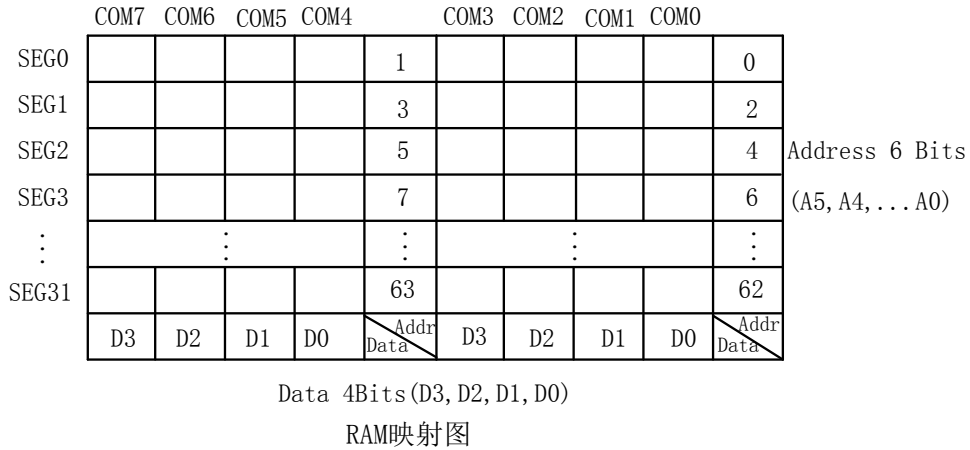 COM7 COM6 COM5 COM4 COM3 COM2 COM1 COM0
SEG0 1 0
SEG1 3 2
SEG2 5 4 Address 6 Bits
SEG3 7 6 (A5,A4,...A0)
⋮ ⋮ ⋮ ⋮ ⋮
SEG31 63 62
D3 D2 D1 D0 Addr Data D3 D2 D1 D0 Addr Data
Data 4Bits(D3,D2,D1,D0)
RAM映射图